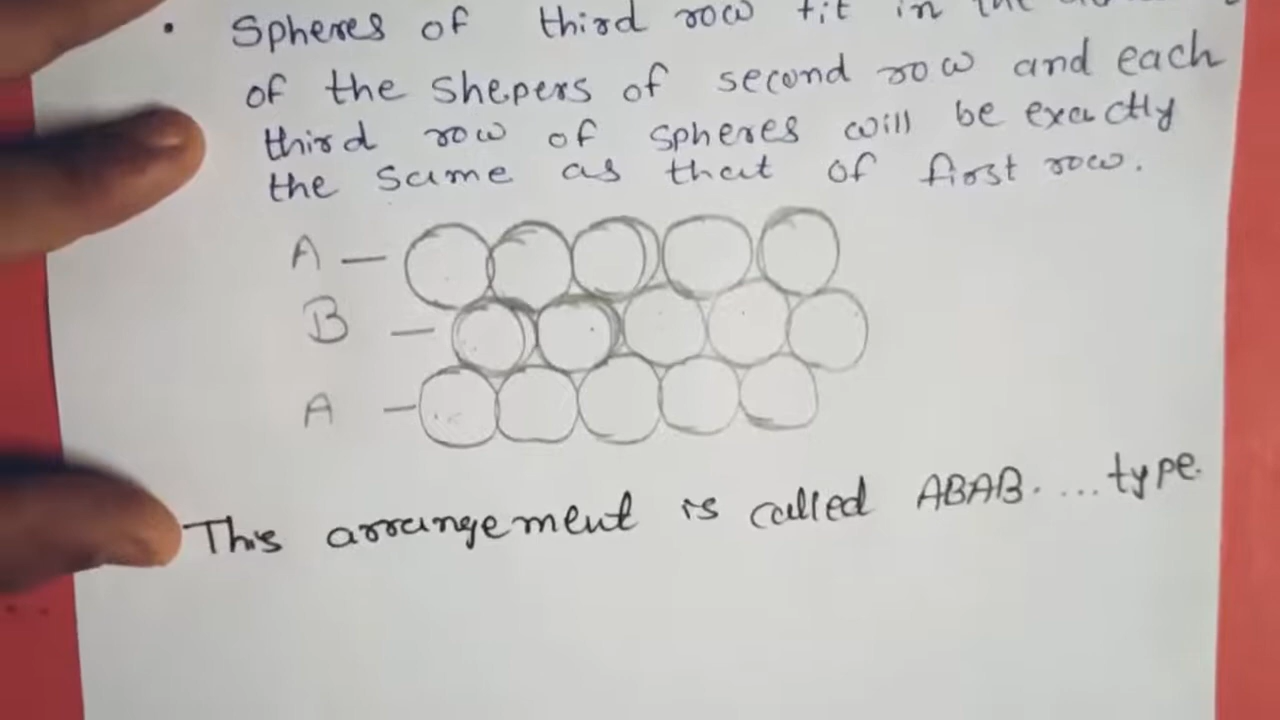 • Spheres of third row fit in the
of the shepers of second row and each
third row of spheres will be exactly
the same as that of first row.
A —
B —
A —
This arrangement is called ABAB. ... type.